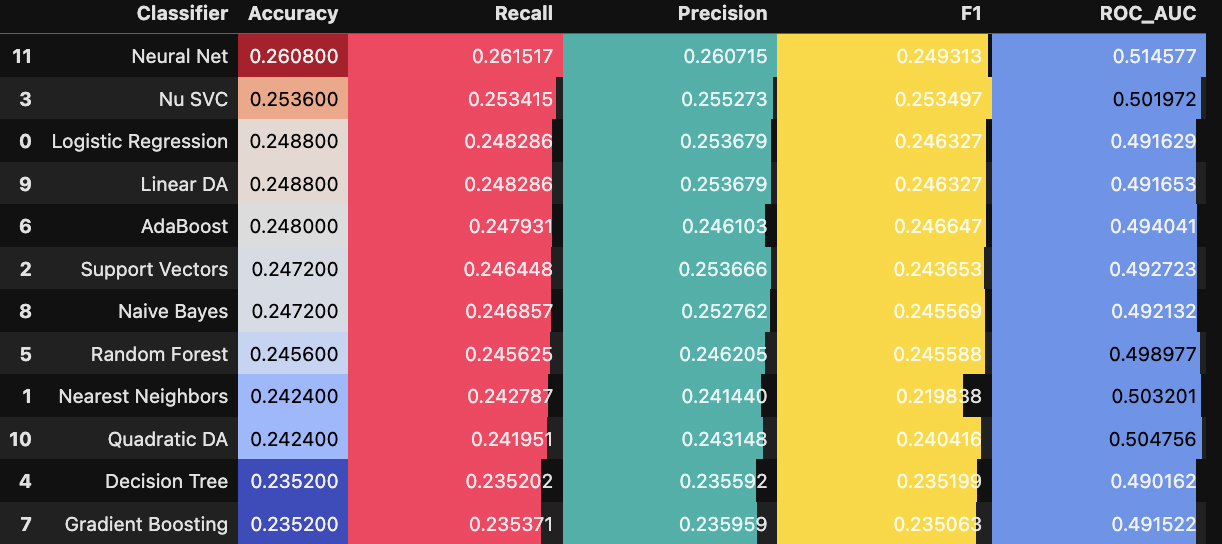 Classifier Accuracy Recall Precision F1 ROC_AUC
11 Neural Net 0.260800 0.261517 0.260715 0.249313 0.514577
3 Nu SVC 0.253600 0.253415 0.255273 0.253497 0.501972
0 Logistic Regression 0.248800 0.248286 0.253679 0.246327 0.491629
9 Linear DA 0.248800 0.248286 0.253679 0.246327 0.491653
6 AdaBoost 0.248000 0.247931 0.246103 0.246647 0.494041
2 Support Vectors 0.247200 0.246448 0.253666 0.243653 0.492723
8 Naive Bayes 0.247200 0.246857 0.252762 0.245569 0.492132
5 Random Forest 0.245600 0.245625 0.246205 0.245588 0.498977
1 Nearest Neighbors 0.242400 0.242787 0.241440 0.219838 0.503201
10 Quadratic DA 0.242400 0.241951 0.243148 0.240416 0.504756
4 Decision Tree 0.235200 0.235202 0.235592 0.235199 0.490162
7 Gradient Boosting 0.235200 0.235371 0.235959 0.235063 0.491522